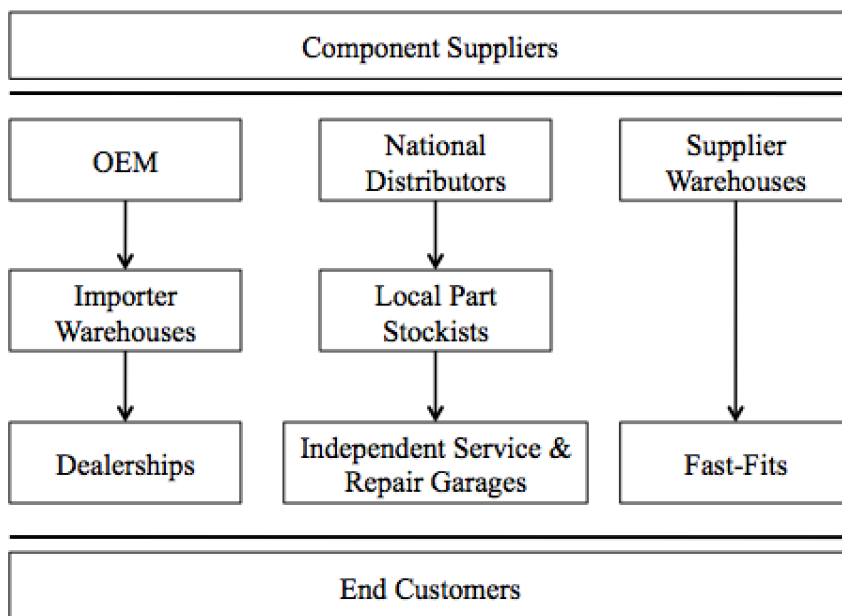 Component Suppliers
OEM
National
Distributors
Supplier
Warehouses
Importer
Warehouses
Local Part
Stockists
Dealerships
Independent Service &
Repair Garages
Fast-Fits
End Customers